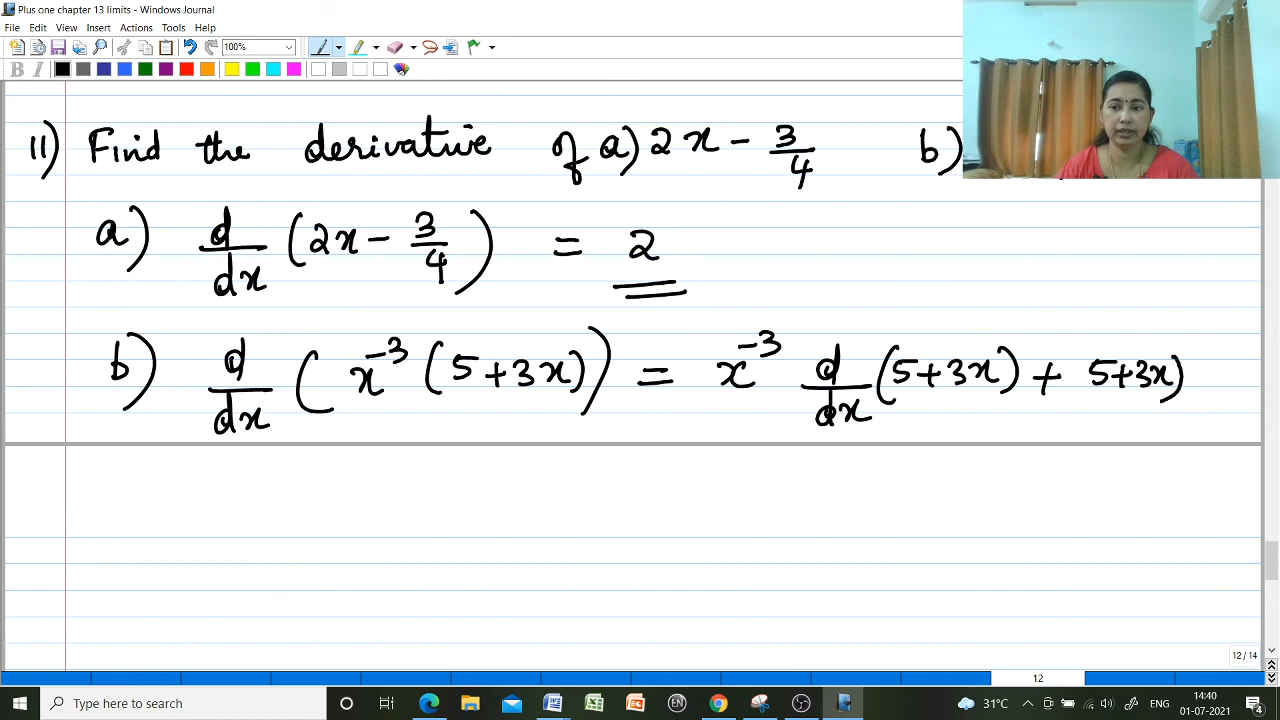 Plus one chapter 13 limits - Windows Journal
File Edit View Insert Actions Tools Help
100%
B I
11) Find the derivative of a) 2x - 3/4 b)
a) d/dx (2x - 3/4) = 2
b) d/dx (x⁻³ (5+3x)) = x⁻³ d/dx (5+3x) + 5+3x)
12 / 14
12
Type here to search
31°C
EN
14:40
01-07-2021
4